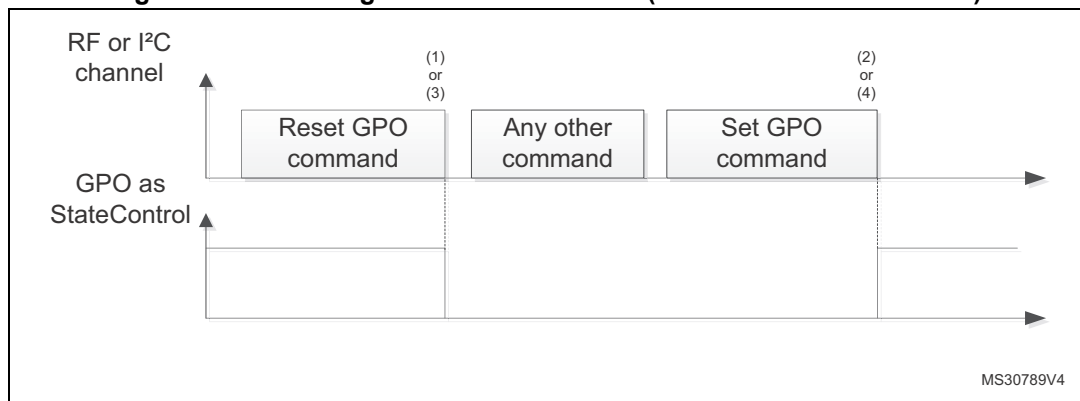 RF or I²C
channel
(1)
or
(3)
(2)
or
(4)
Reset GPO
command
Any other
command
Set GPO
command
GPO as
StateControl
MS30789V4